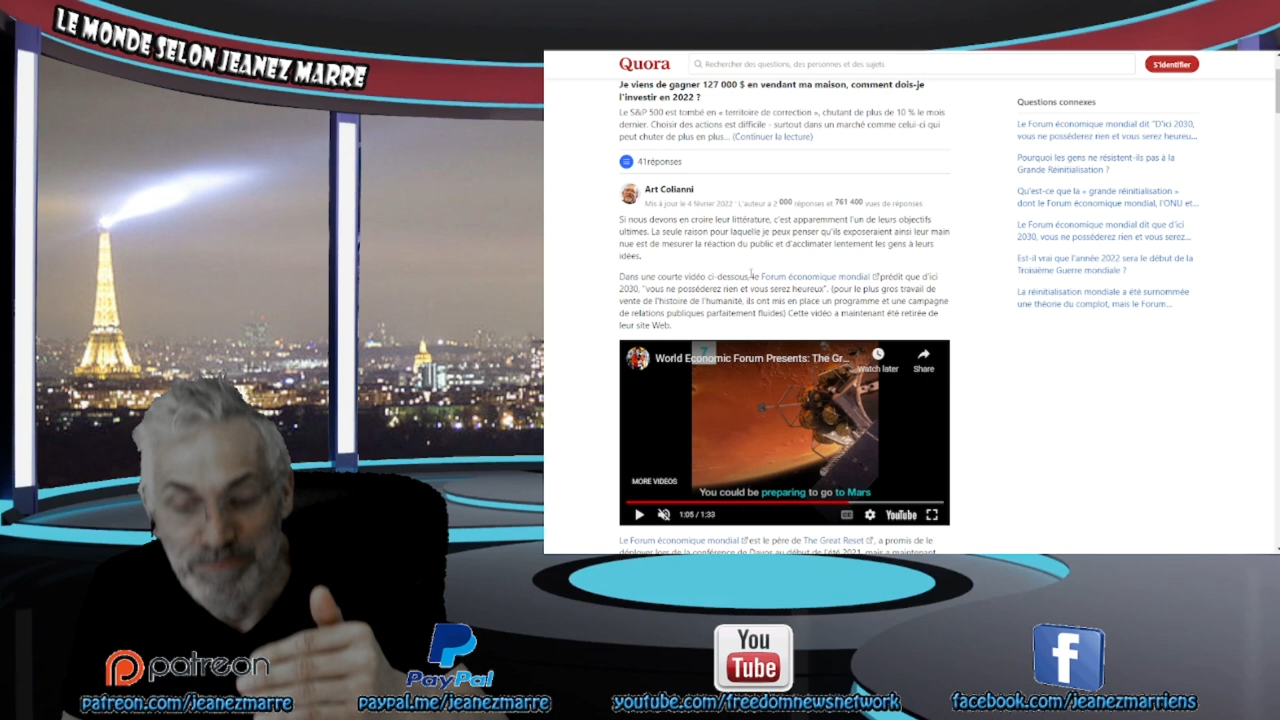 LE MONDE SELON JEANEZ MARRE
Quora
Rechercher des questions, des personnes et des sujets
S'identifier
Je viens de gagner 127 000 $ en vendant ma maison, comment dois-je
l'investir en 2022 ?
Le S&P 500 est tombé en « territoire de correction », chutant de plus de 10 % le mois
dernier. Choisir des actions est difficile - surtout dans un marché comme celui-ci qui
peut chuter de plus en plus... (Continuer la lecture)
41réponses
Art Colianni
Mis à jour le 4 février 2022 · L'auteur a 2 000 réponses et 761 400 vues de réponses
Si nous devons en croire leur littérature, c'est apparemment l'un de leurs objectifs
ultimes. La seule raison pour laquelle je peux penser qu'ils exposeraient ainsi leur main
nue est de mesurer la réaction du public et d'acclimater lentement les gens à leurs
idées.
Dans une courte vidéo ci-dessous, le Forum économique mondial prédit que d'ici
2030, "vous ne posséderez rien et vous serez heureux". (pour le plus gros travail de
vente de l'histoire de l'humanité, ils ont mis en place un programme et une campagne
de relations publiques parfaitement fluides) Cette vidéo a maintenant été retirée de
leur site Web.
7
World Economic Forum Presents: The Gr...
Watch later
Share
MORE VIDEOS
You could be preparing to go to Mars
1:05 / 1:33
CC
YouTube
Le Forum économique mondial est le père de The Great Reset , a promis de le
déployer lors de la conférence de Davos au début de l'été 2021, mais a maintenant
Questions connexes
Le Forum économique mondial dit "D'ici 2030,
vous ne posséderez rien et vous serez heureu...
Pourquoi les gens ne résistent-ils pas à la
Grande Réinitialisation ?
Qu'est-ce que la « grande réinitialisation »
dont le Forum économique mondial, l'ONU et...
Le Forum économique mondial dit que d'ici
2030, vous ne posséderez rien et vous serez...
Est-il vrai que l'année 2022 sera le début de la
Troisième Guerre mondiale ?
La réinitialisation mondiale a été surnommée
une théorie du complot, mais le Forum...
patreon
patreon.com/jeanezmarre
PayPal
paypal.me/jeanezmarre
You
Tube
youtube.com/freedomnewsnetwork
f
facebook.com/jeanezmarriens